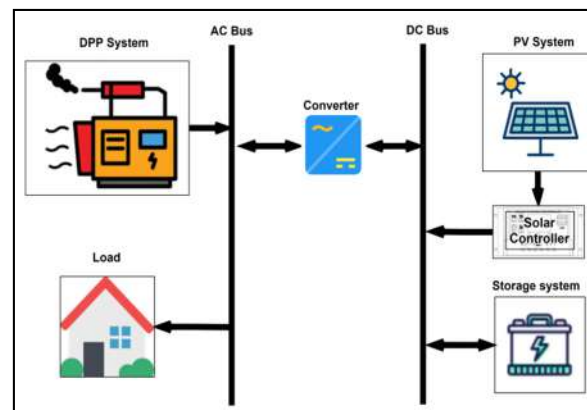 DPP System
AC Bus
DC Bus
PV System
Converter
Solar
Controller
Load
Storage system